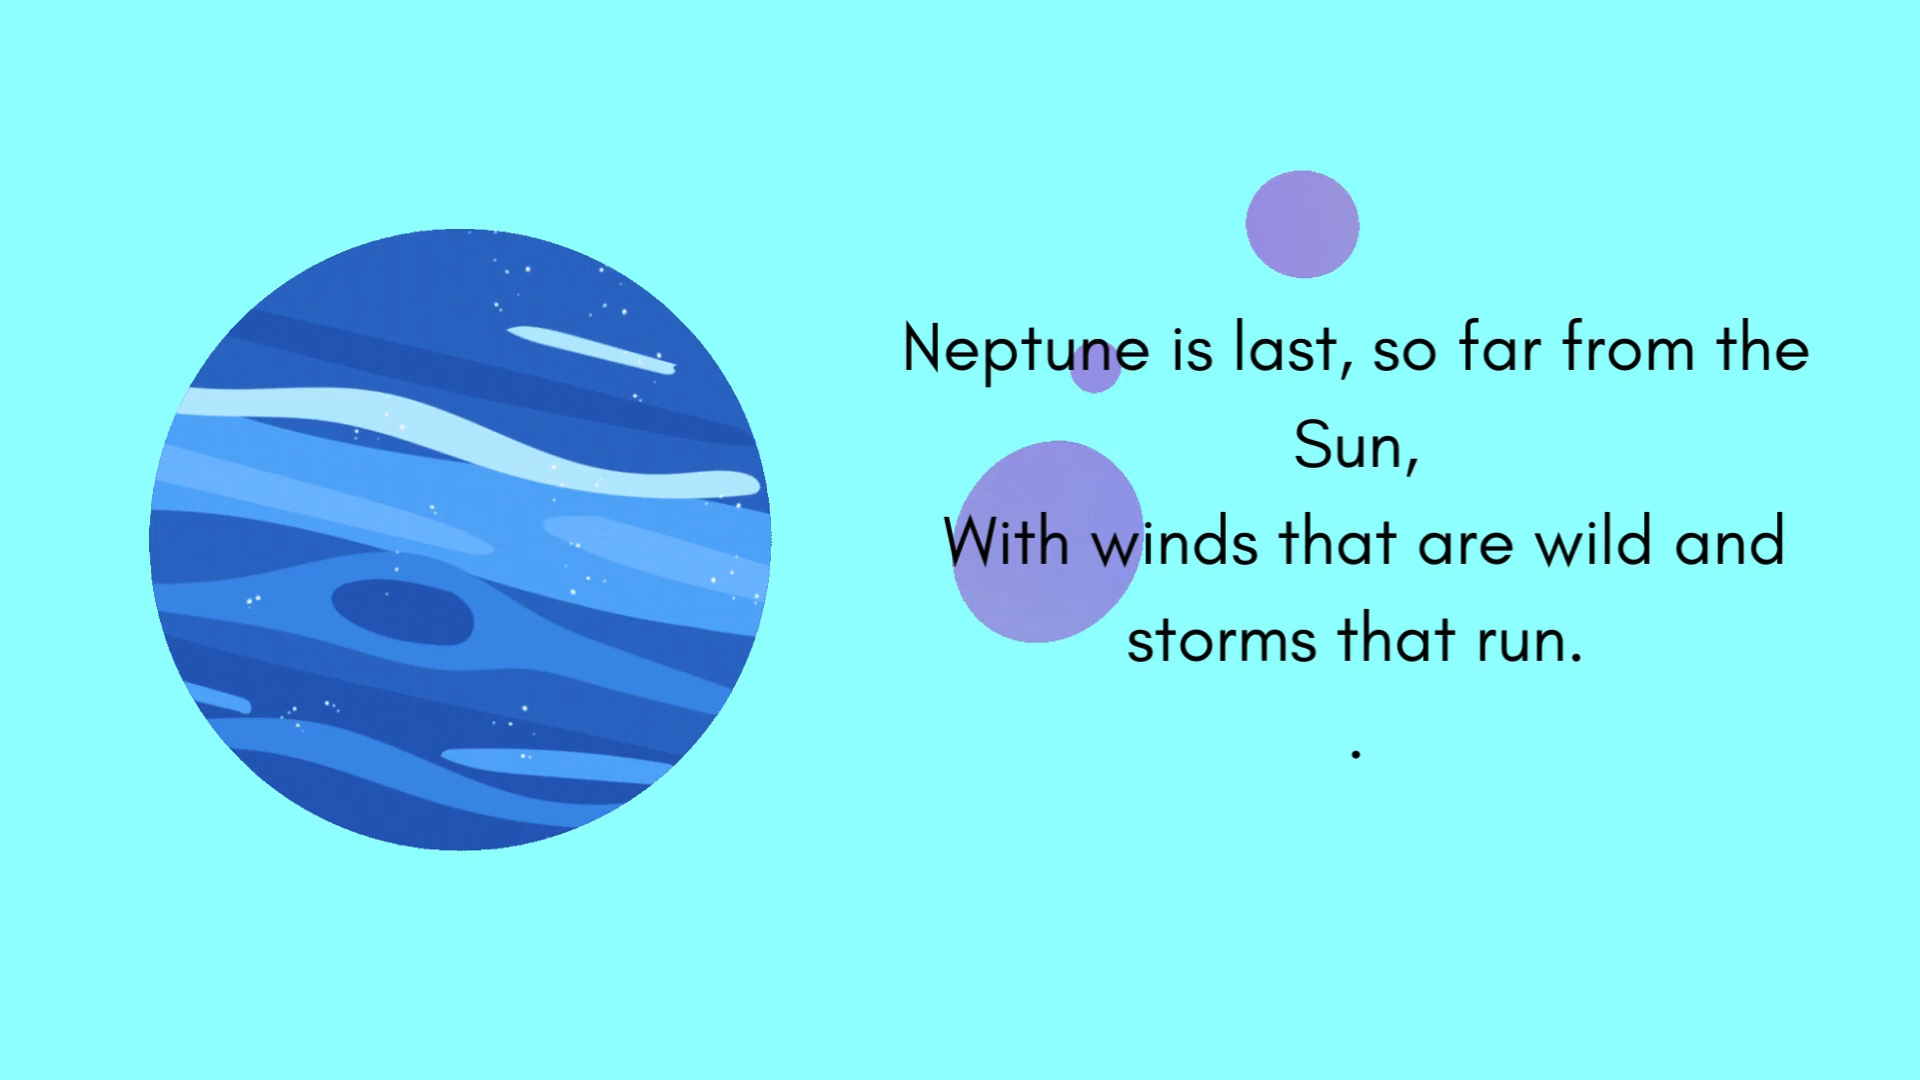 Neptune is last, so far from the
Sun,
With winds that are wild and
storms that run.
.